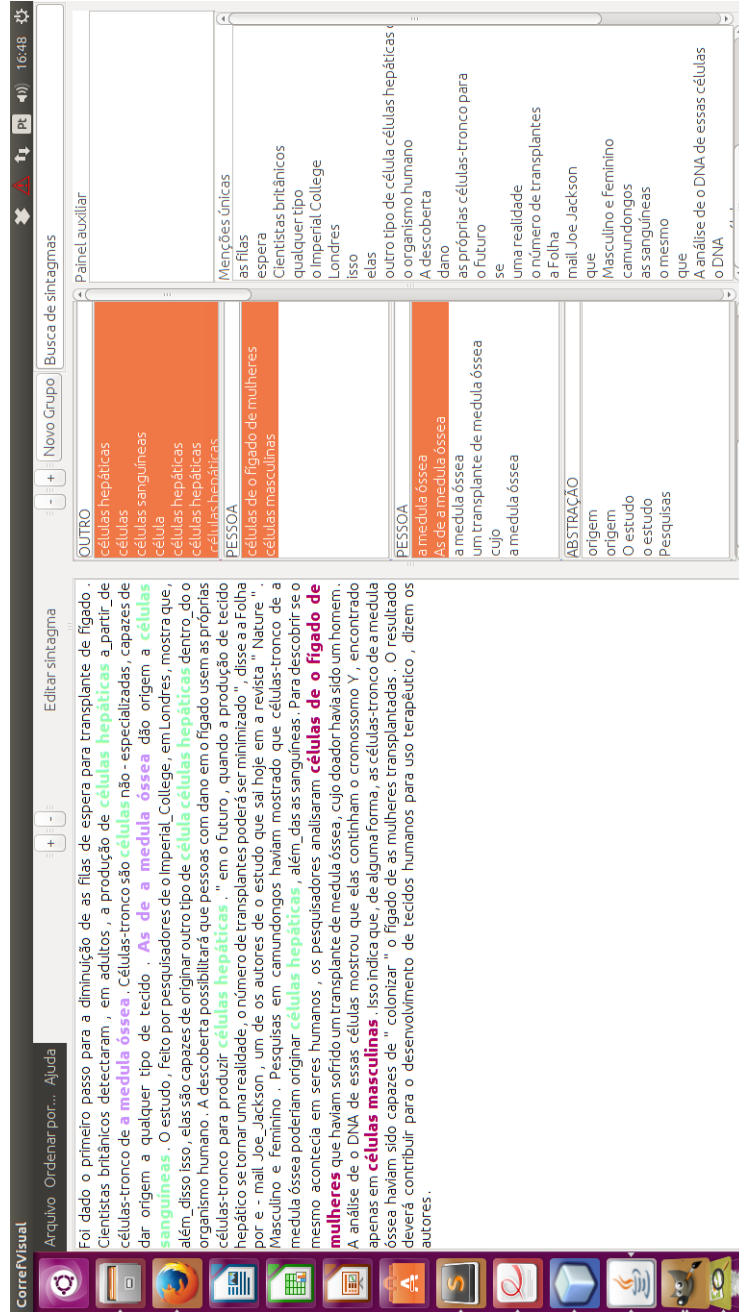 CorrefVisual
Pt
16:48
Arquivo Ordenar por... Ajuda
+ -
Editar sintagma
- + Novo Grupo Busca de sintagmas
Foi dado o primeiro passo para a diminuição de as filas de espera para transplante de fígado .
Cientistas britânicos detectaram , em adultos , a produção de células hepáticas a_partir_de
células-tronco de a medula óssea . Células-tronco são células não - especializadas , capazes de
dar origem a qualquer tipo de tecido . As de a medula óssea dão origem a células
sanguíneas . O estudo , feito por pesquisadores de o Imperial_College , em Londres , mostra que ,
além_disso isso , elas são capazes de originar outro tipo de célula células hepáticas dentro_do o
organismo humano . A descoberta possibilitará que pessoas com dano em o fígado usem as próprias
células-tronco para produzir células hepáticas . " em o futuro , quando a produção de tecido
hepático se tornar uma realidade , o número de transplantes poderá ser minimizado " , disse a a Folha
por e - mail Joe_Jackson , um de os autores de o estudo que sai hoje em a revista " Nature " .
Masculino e feminino . Pesquisas em camundongos haviam mostrado que células-tronco de a
medula óssea poderiam originar células hepáticas , além_das as sanguíneas . Para descobrir se o
mesmo acontecia em seres humanos , os pesquisadores analisaram células de o fígado de
mulheres que haviam sofrido um transplante de medula óssea , cujo doador havia sido um homem .
A análise de o DNA de essas células mostrou que elas continham o cromossomo Y , encontrado
apenas em células masculinas . Isso indica que , de alguma forma , as células-tronco de a medula
óssea haviam sido capazes de " colonizar " o fígado de as mulheres transplantadas . O resultado
deverá contribuir para o desenvolvimento de tecidos humanos para uso terapêutico , dizem os
autores .
OUTRO
células hepáticas
células
células sanguíneas
célula
células hepáticas
células hepáticas
células hepáticas
PESSOA
células de o fígado de mulheres
células masculinas
PESSOA
a medula óssea
As de a medula óssea
a medula óssea
um transplante de medula óssea
cujo
a medula óssea
ABSTRAÇÃO
origem
origem
O estudo
o estudo
Pesquisas
Painel auxiliar
Menções únicas
as filas
espera
Cientistas britânicos
qualquer tipo
o Imperial College
Londres
isso
elas
outro tipo de célula células hepáticas
o organismo humano
A descoberta
dano
as próprias células-tronco para
o futuro
se
uma realidade
o número de transplantes
a Folha
mail Joe Jackson
que
Masculino e feminino
camundongos
as sanguíneas
o mesmo
que
A análise de o DNA de essas células
o DNA